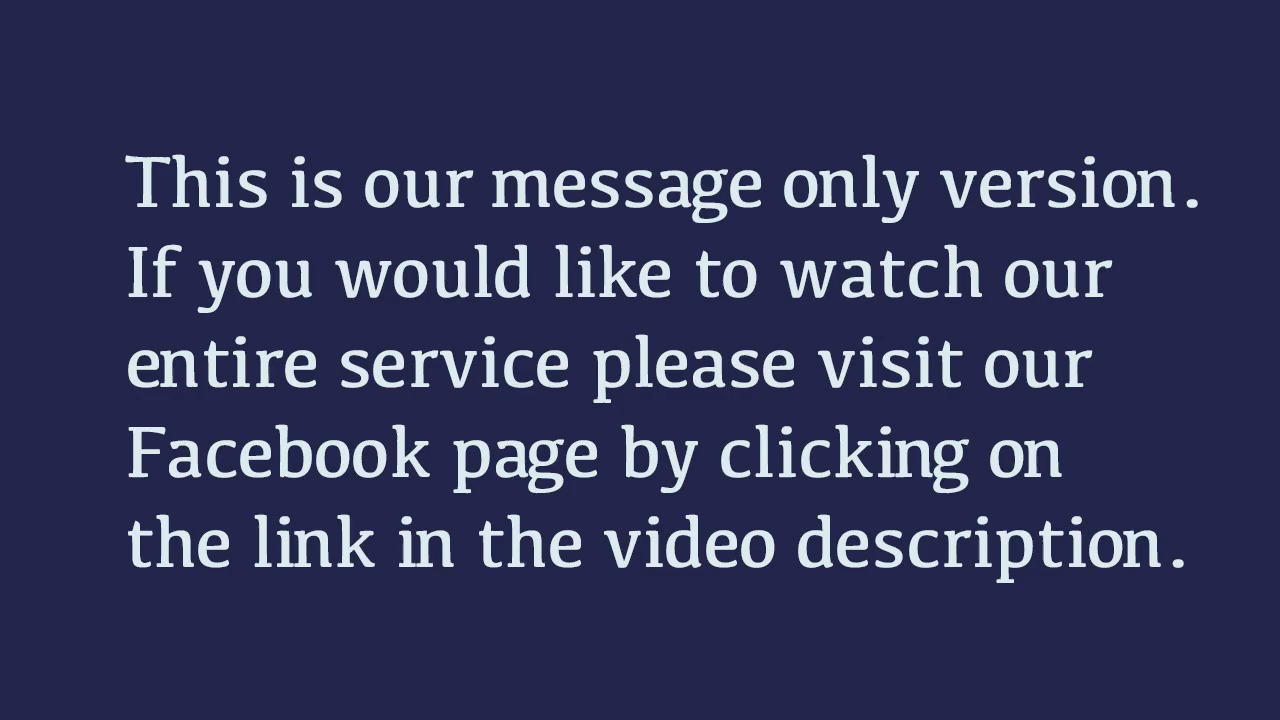 This is our message only version.
If you would like to watch our
entire service please visit our
Facebook page by clicking on
the link in the video description.